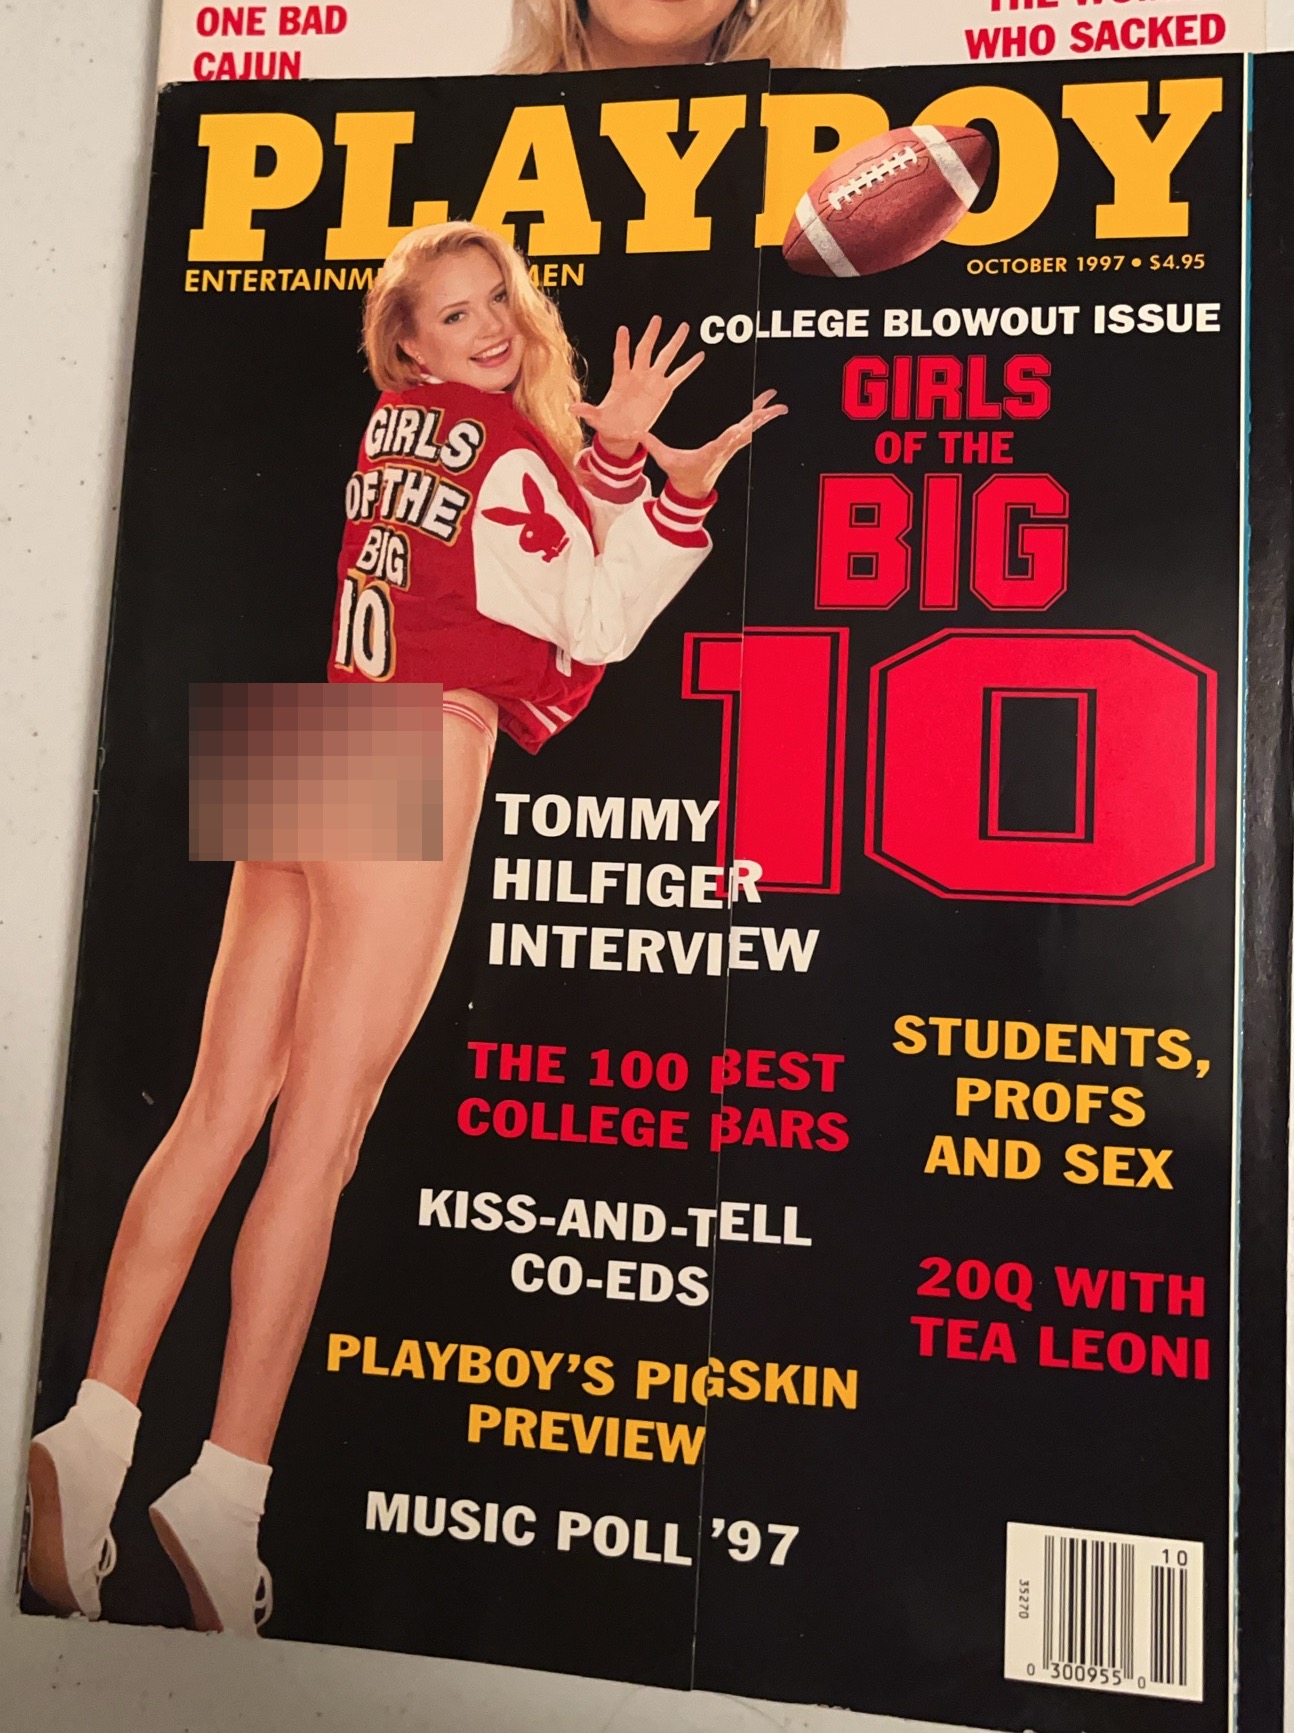 ONE BAD
CAJUN
WHO SACKED
PLAYBOY
OCTOBER 1997 • $4.95
COLLEGE BLOWOUT ISSUE
GIRLS
OF THE
BIG
10
GIRLS
OF THE
BIG
10
TOMMY
HILFIGER
INTERVIEW
THE 100 BEST
COLLEGE BARS
STUDENTS,
PROFS
AND SEX
KISS-AND-TELL
CO-EDS
20Q WITH
TEA LEONI
PLAYBOY'S PIGSKIN
PREVIEW
MUSIC POLL '97
10
35270
0 300955 0